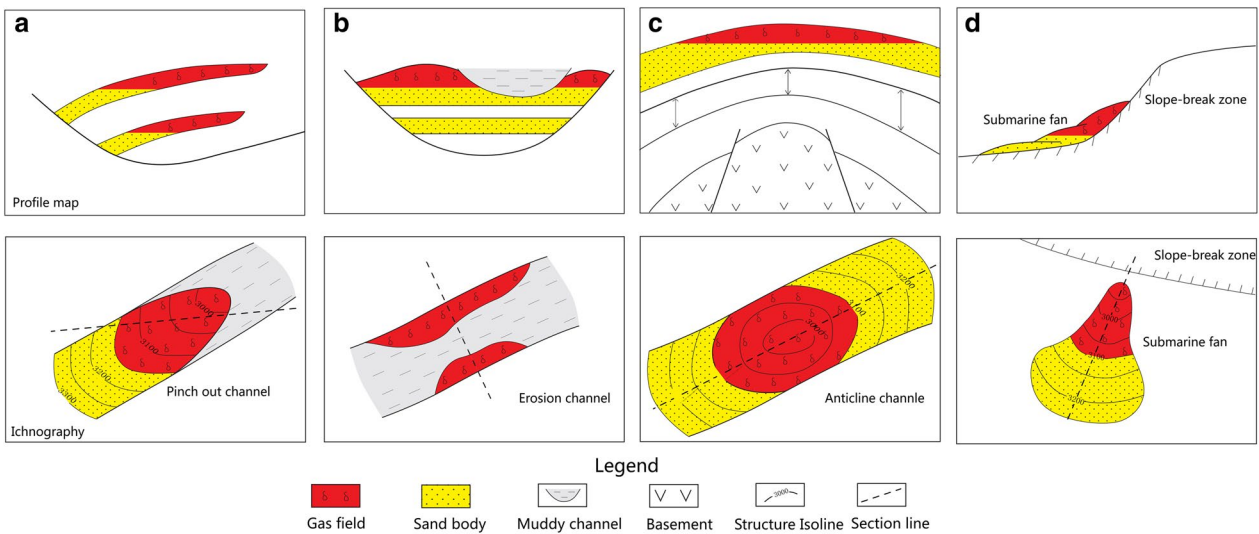 a
b
c
d
Slope-break zone
Submarine fan
Profile map
Slope-break zone
3000
3100
3200
3300
Pinch out channel
Ichnography
Erosion channel
3000
3100
3200
Anticline channle
3000
3100
3200
Submarine fan
Legend
3000
Gas field
Sand body
Muddy channel
Basement
Structure Isoline
Section line